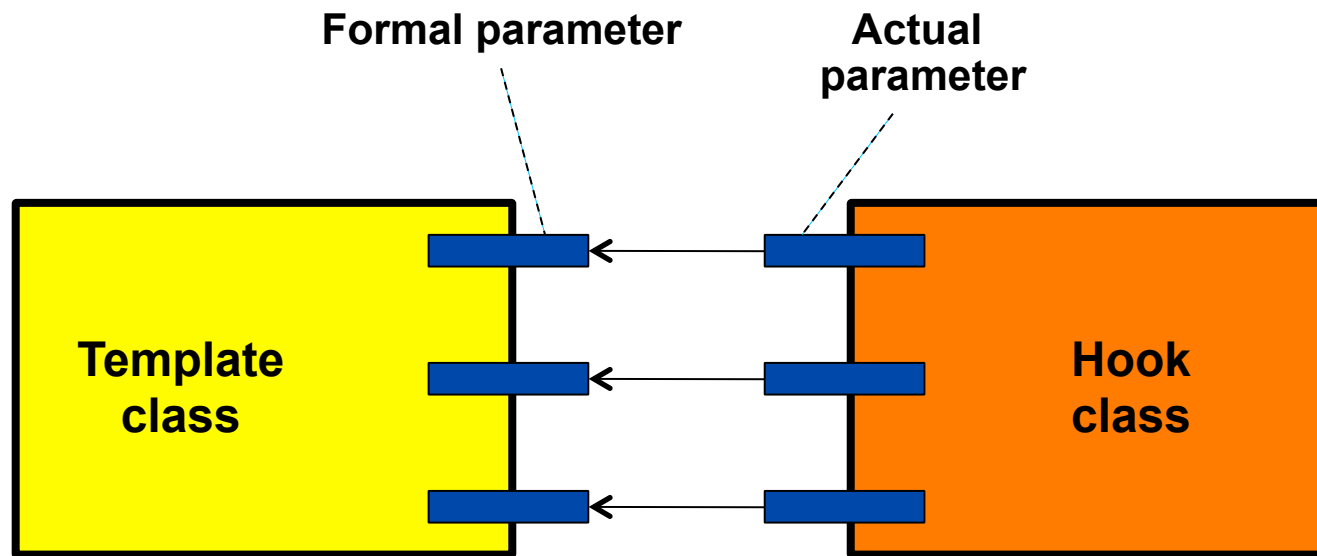 Formal parameter
Actual
parameter
Template
class
Hook
class